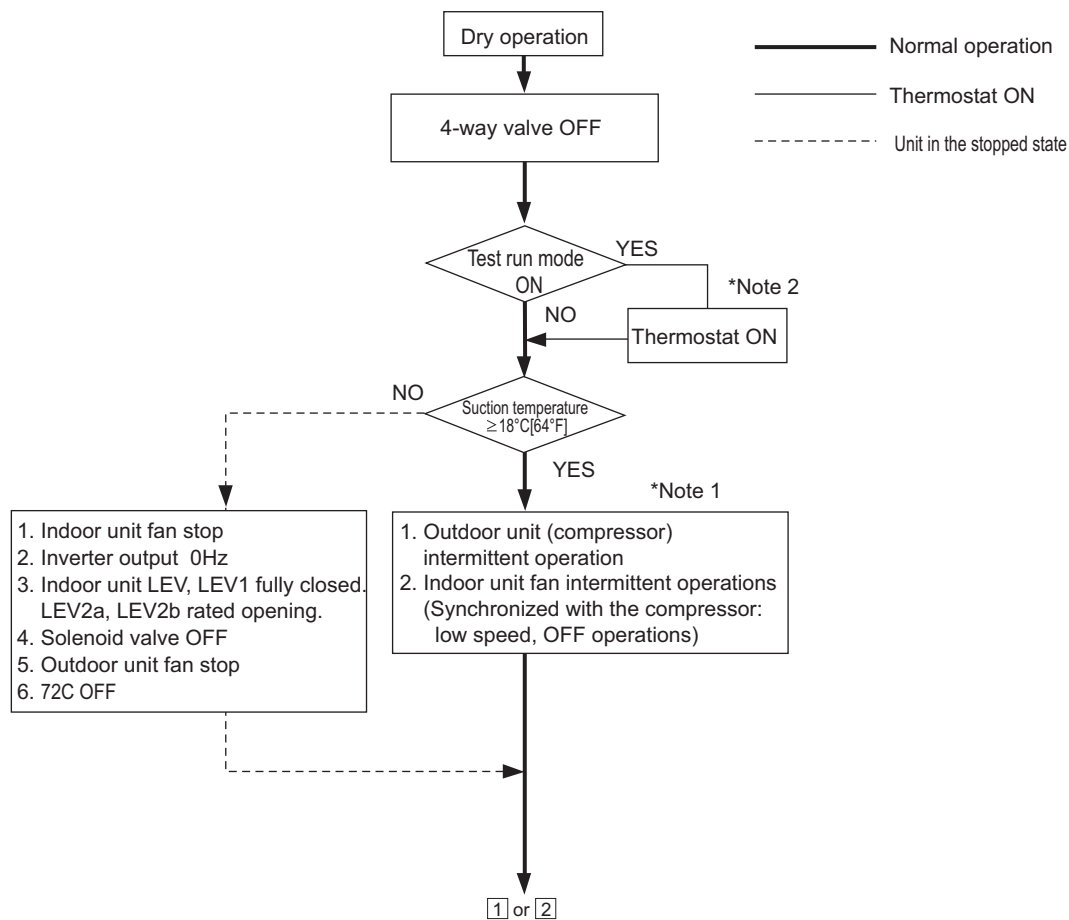 Dry operation
Normal operation
Thermostat ON
Unit in the stopped state
4-way valve OFF
Test run mode
ON
YES
*Note 2
NO
Thermostat ON
NO
Suction temperature
≥18°C[64°F]
YES
*Note 1
1. Indoor unit fan stop
2. Inverter output 0Hz
3. Indoor unit LEV, LEV1 fully closed.
LEV2a, LEV2b rated opening.
4. Solenoid valve OFF
5. Outdoor unit fan stop
6. 72C OFF
1. Outdoor unit (compressor)
intermittent operation
2. Indoor unit fan intermittent operations
(Synchronized with the compressor:
low speed, OFF operations)
1 or 2